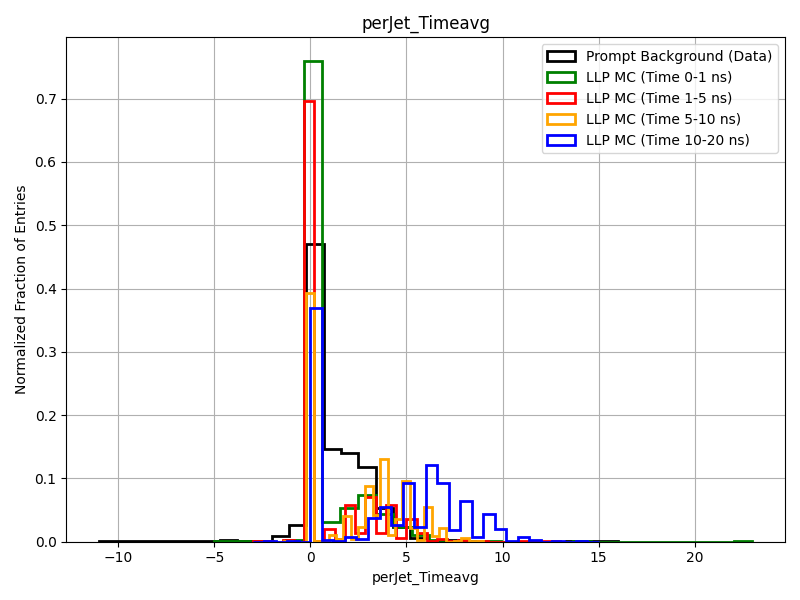 perJet_Timeavg
Prompt Background (Data)
LLP MC (Time 0-1 ns)
LLP MC (Time 1-5 ns)
LLP MC (Time 5-10 ns)
LLP MC (Time 10-20 ns)
Normalized Fraction of Entries
0.7
0.6
0.5
0.4
0.3
0.2
0.1
0.0
−10 −5 0 5 10 15 20
perJet_Timeavg